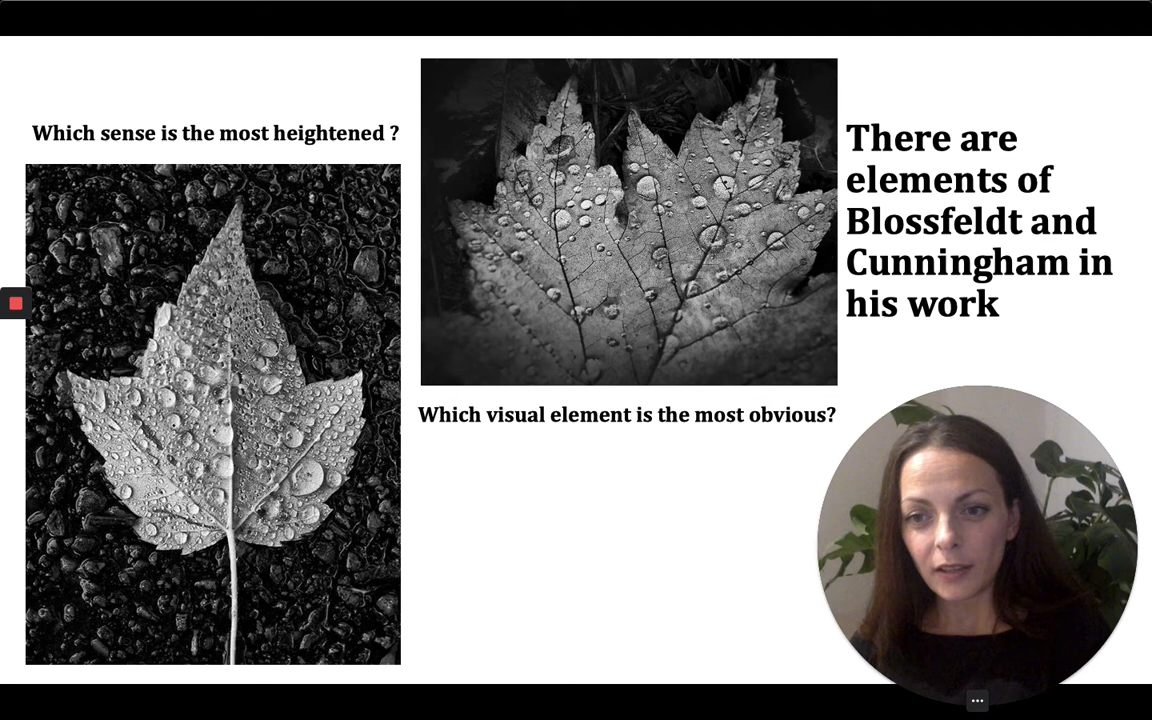 Which sense is the most heightened ?
Which visual element is the most obvious?
There are
elements of
Blossfeldt and
Cunningham in
his work